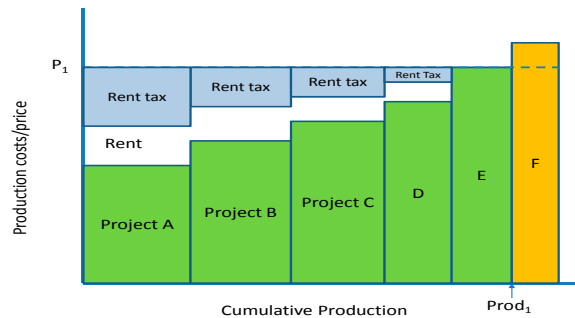 P1
Rent tax
Rent tax
Rent tax
Rent Tax
Rent
Project A
Project B
Project C
D
E
F
Production costs/price
Cumulative Production
Prod1